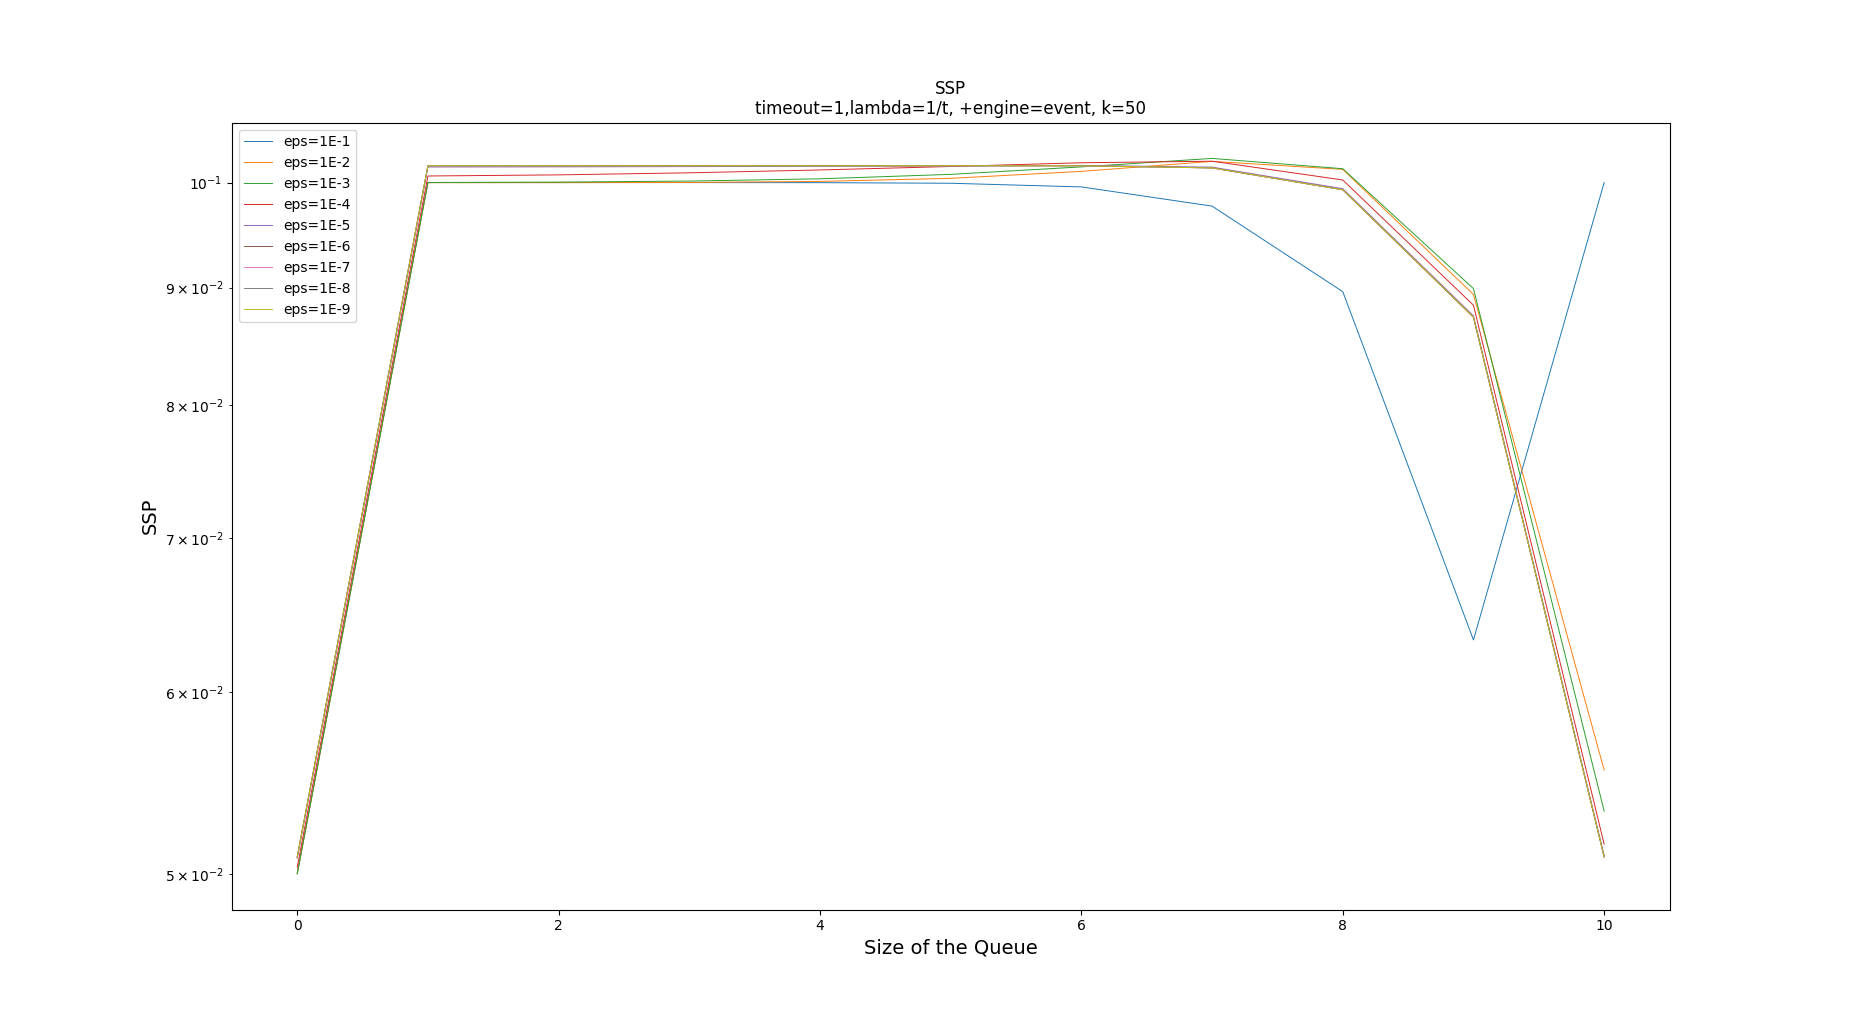 SSP
timeout=1,lambda=1/t, +engine=event, k=50
eps=1E-1
eps=1E-2
eps=1E-3
eps=1E-4
eps=1E-5
eps=1E-6
eps=1E-7
eps=1E-8
eps=1E-9
10⁻¹
9 × 10⁻²
8 × 10⁻²
7 × 10⁻²
6 × 10⁻²
5 × 10⁻²
SSP
0 2 4 6 8 10
Size of the Queue